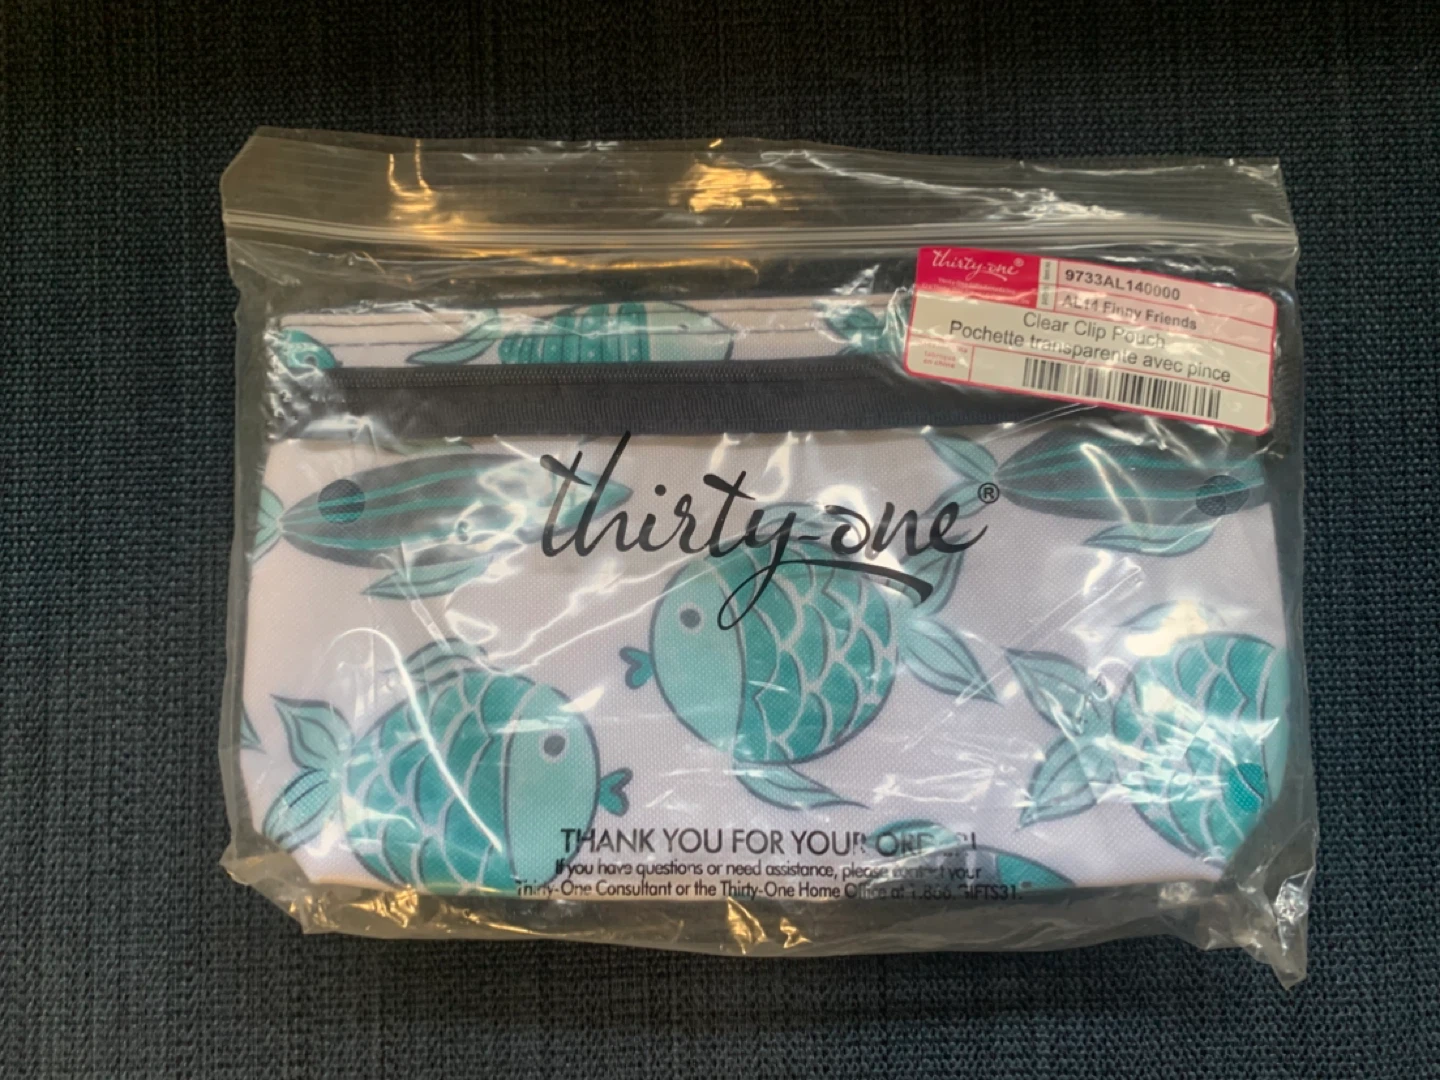 thirty-one®
9733AL140000
AL14 Finny Friends
Clear Clip Pouch
Pochette transparente avec pince
thirty-one®
THANK YOU FOR YOUR
If you have questions or need assistance, please contact your
Thirty-One Consultant or the Thirty-One Home Office at 1.866.GIFTS31.